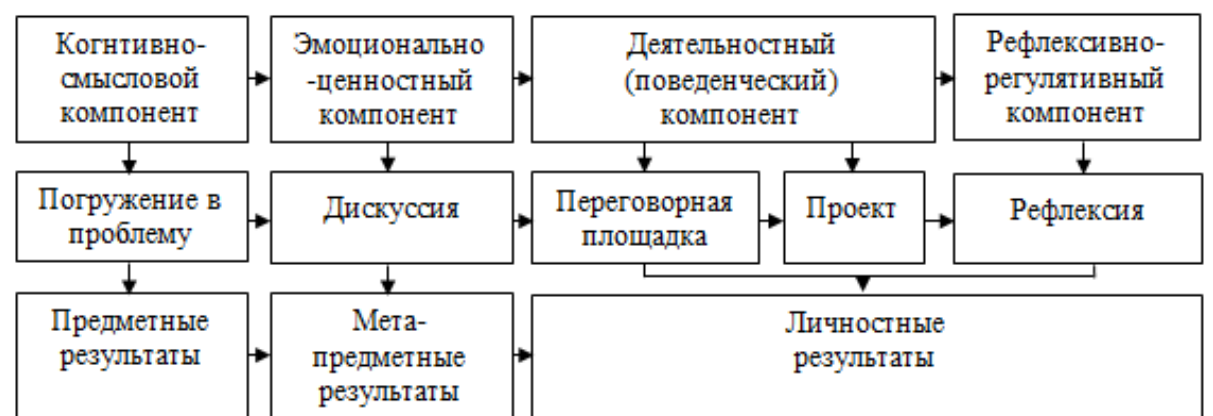 Когнтивно-
смысловой
компонент
Эмоционально
-ценностный
компонент
Деятельностный
(поведенческий)
компонент
Рефлексивно-
регулятивный
компонент
Погружение в
проблему
Дискуссия
Переговорная
площадка
Проект
Рефлексия
Предметные
результаты
Мета-
предметные
результаты
Личностные
результаты